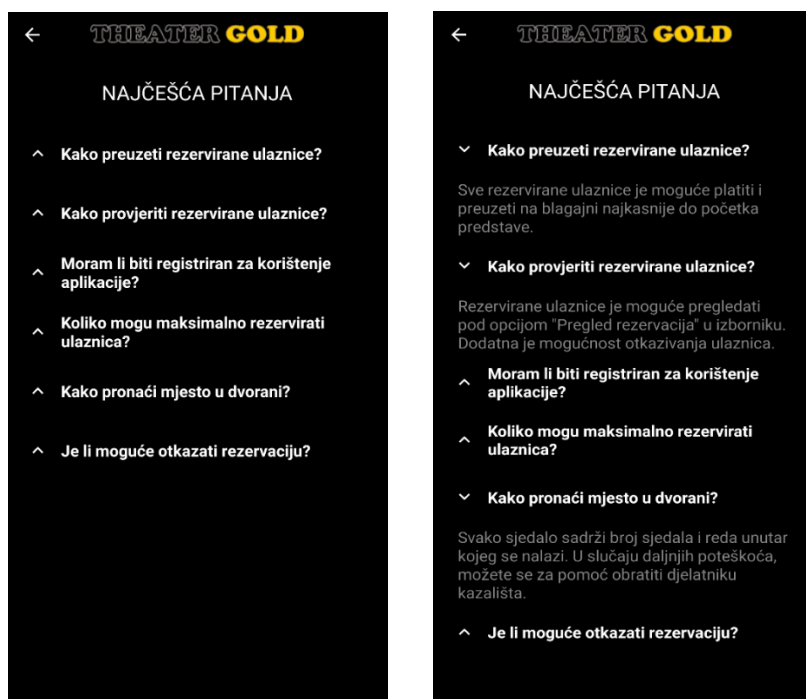 THEATER GOLD
NAJČEŠĆA PITANJA
Kako preuzeti rezervirane ulaznice?
Kako provjeriti rezervirane ulaznice?
Moram li biti registriran za korištenje
aplikacije?
Koliko mogu maksimalno rezervirati
ulaznica?
Kako pronaći mjesto u dvorani?
Je li moguće otkazati rezervaciju?
THEATER GOLD
NAJČEŠĆA PITANJA
Kako preuzeti rezervirane ulaznice?
Sve rezervirane ulaznice je moguće platiti i
preuzeti na blagajni najkasnije do početka
predstave.
Kako provjeriti rezervirane ulaznice?
Rezervirane ulaznice je moguće pregledati
pod opcijom "Pregled rezervacija" u izborniku.
Dodatna je mogućnost otkazivanja ulaznica.
Moram li biti registriran za korištenje
aplikacije?
Koliko mogu maksimalno rezervirati
ulaznica?
Kako pronaći mjesto u dvorani?
Svako sjedalo sadrži broj sjedala i reda unutar
kojeg se nalazi. U slučaju daljnjih poteškoća,
možete se za pomoć obratiti djelatniku
kazališta.
Je li moguće otkazati rezervaciju?